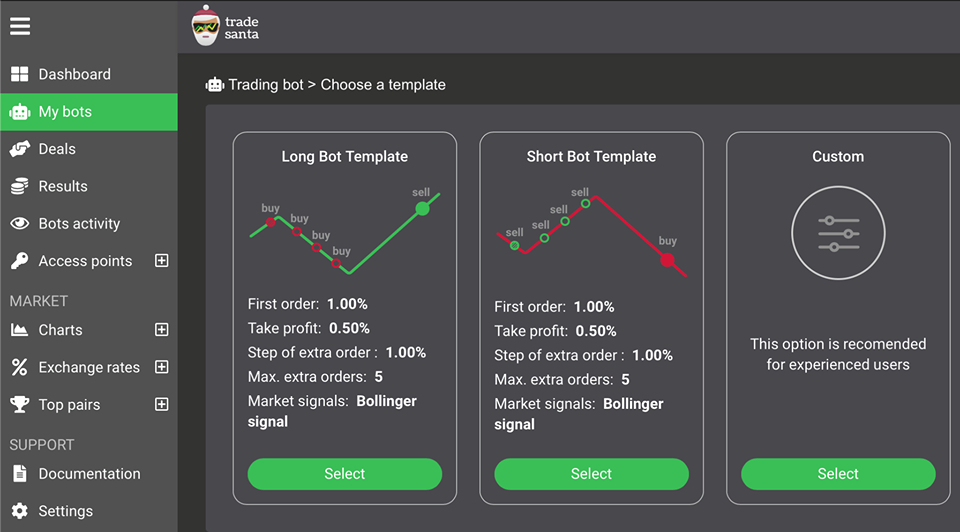 trade
santa
Dashboard
My bots
Deals
Results
Bots activity
Access points
MARKET
Charts
Exchange rates
Top pairs
SUPPORT
Documentation
Settings
Trading bot > Choose a template
Long Bot Template
buy
buy
buy
buy
sell
First order: 1.00%
Take profit: 0.50%
Step of extra order : 1.00%
Max. extra orders: 5
Market signals: Bollinger
signal
Select
Short Bot Template
sell
sell
sell
sell
buy
First order: 1.00%
Take profit: 0.50%
Step of extra order: 1.00%
Max. extra orders: 5
Market signals: Bollinger
signal
Select
Custom
This option is recomended
for experienced users
Select